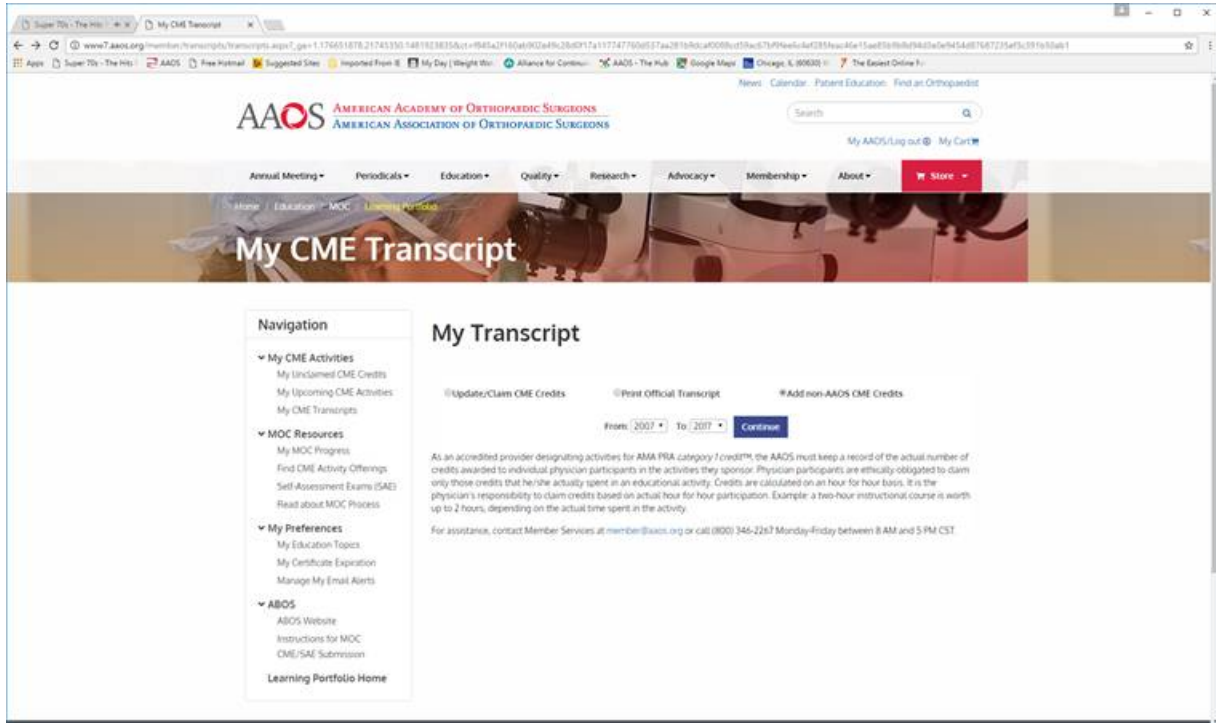 Super 70s - The Hits
My CME Transcript
www7.aaos.org/member/transcripts/transcripts.aspx?
Apps Super 70s - The Hits AAOS Free Hotmail Suggested Sites Imported From IE My Day | Weight Wat Alliance for Continui AAOS - The Hub Google Maps Chicago, IL (60630) The Easiest Online
News Calendar Patient Education Find an Orthopaedist
AAOS AMERICAN ACADEMY OF ORTHOPAEDIC SURGEONS
AMERICAN ASSOCIATION OF ORTHOPAEDIC SURGEONS
Search
My AAOS/Log out My Cart
Annual Meeting Periodicals Education Quality Research Advocacy Membership About Store
Home / Education / MOC / Learning Portfolio
My CME Transcript
Navigation
My CME Activities
My Unclaimed CME Credits
My Upcoming CME Activities
My CME Transcripts
MOC Resources
My MOC Progress
Find CME Activity Offerings
Self-Assessment Exams (SAE)
Read about MOC Process
My Preferences
My Education Topics
My Certificate Expiration
Manage My Email Alerts
ABOS
ABOS Website
Instructions for MOC
CME/SAE Submission
Learning Portfolio Home
My Transcript
Update/Claim CME Credits Print Official Transcript Add non-AAOS CME Credits
From: 2007 To: 2017 Continue
As an accredited provider designating activities for AMA PRA category 1 credit™, the AAOS must keep a record of the actual number of
credits awarded to individual physician participants in the activities they sponsor. Physician participants are ethically obligated to claim
only those credits that he/she actually spent in an educational activity. Credits are calculated on an hour for hour basis. It is the
physician's responsibility to claim credits based on actual hour for hour participation. Example: a two-hour instructional course is worth
up to 2 hours, depending on the actual time spent in the activity.
For assistance, contact Member Services at member@aaos.org or call (800) 346-2267 Monday-Friday between 8 AM and 5 PM CST